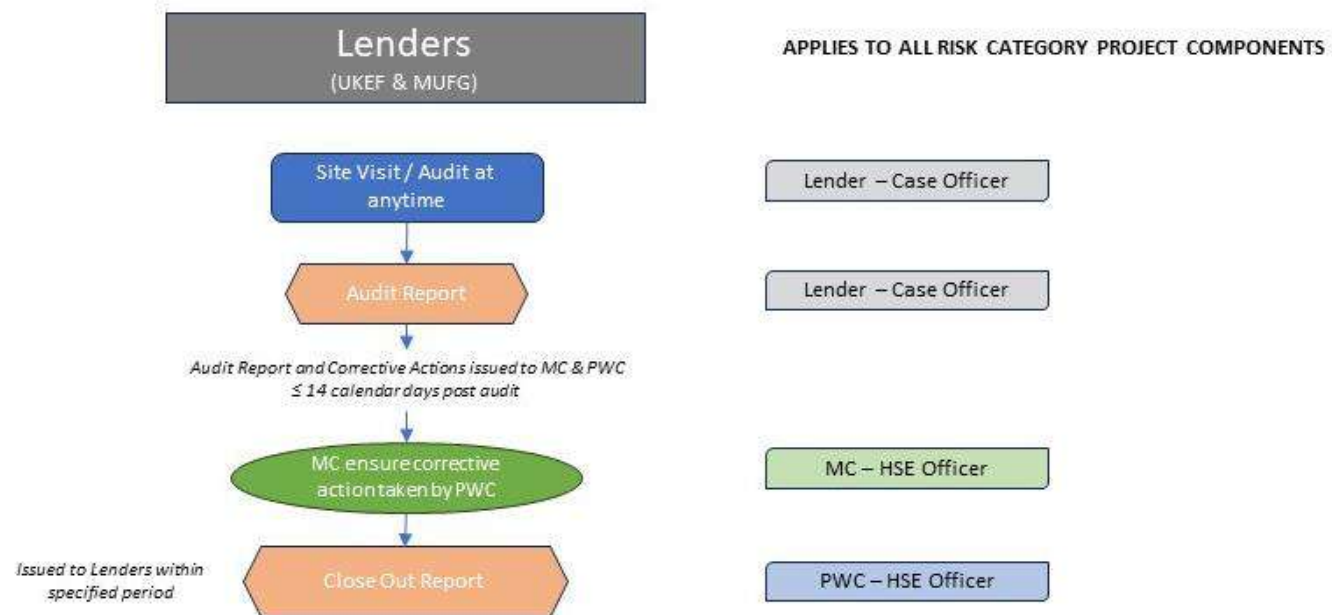 Lenders
(UKEF & MUFG)
APPLIES TO ALL RISK CATEGORY PROJECT COMPONENTS
Site Visit / Audit at
anytime
Lender – Case Officer
Audit Report
Lender – Case Officer
Audit Report and Corrective Actions issued to MC & PWC
≤ 14 calendar days post audit
MC ensure corrective
action taken by PWC
MC – HSE Officer
Issued to Lenders within
specified period
Close Out Report
PWC – HSE Officer